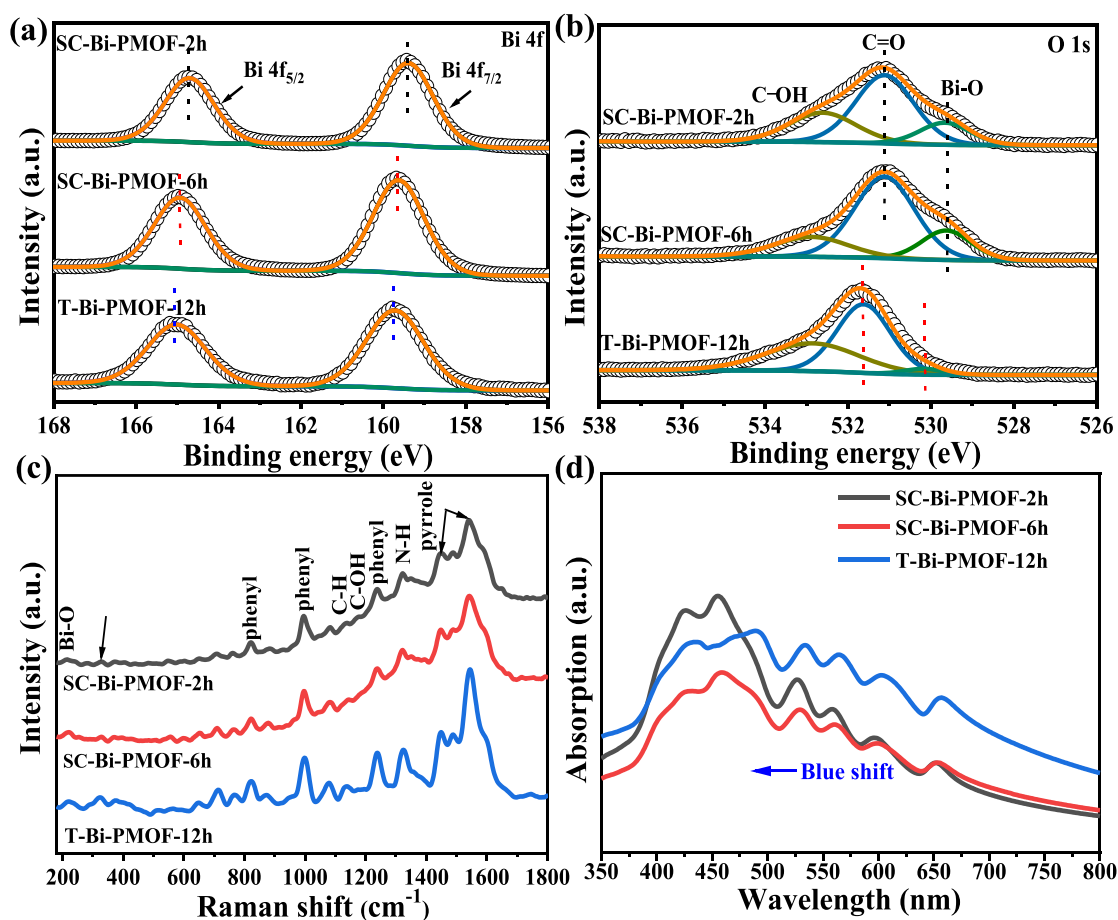 (a)
SC-Bi-PMOF-2h
Bi 4f
Bi 4f5/2
Bi 4f7/2
SC-Bi-PMOF-6h
T-Bi-PMOF-12h
Intensity (a.u.)
168 166 164 162 160 158 156
Binding energy (eV)
(b)
C=O
O 1s
C-OH
Bi-O
SC-Bi-PMOF-2h
SC-Bi-PMOF-6h
T-Bi-PMOF-12h
Intensity (a.u.)
538 536 534 532 530 528 526
Binding energy (eV)
(c)
Bi-O
phenyl
phenyl
C-H
C-OH
phenyl
N-H
pyrrole
SC-Bi-PMOF-2h
SC-Bi-PMOF-6h
T-Bi-PMOF-12h
Intensity (a.u.)
200 400 600 800 1000 1200 1400 1600 1800
Raman shift (cm-1)
(d)
SC-Bi-PMOF-2h
SC-Bi-PMOF-6h
T-Bi-PMOF-12h
Blue shift
Absorption (a.u.)
350 400 450 500 550 600 650 700 750 800
Wavelength (nm)